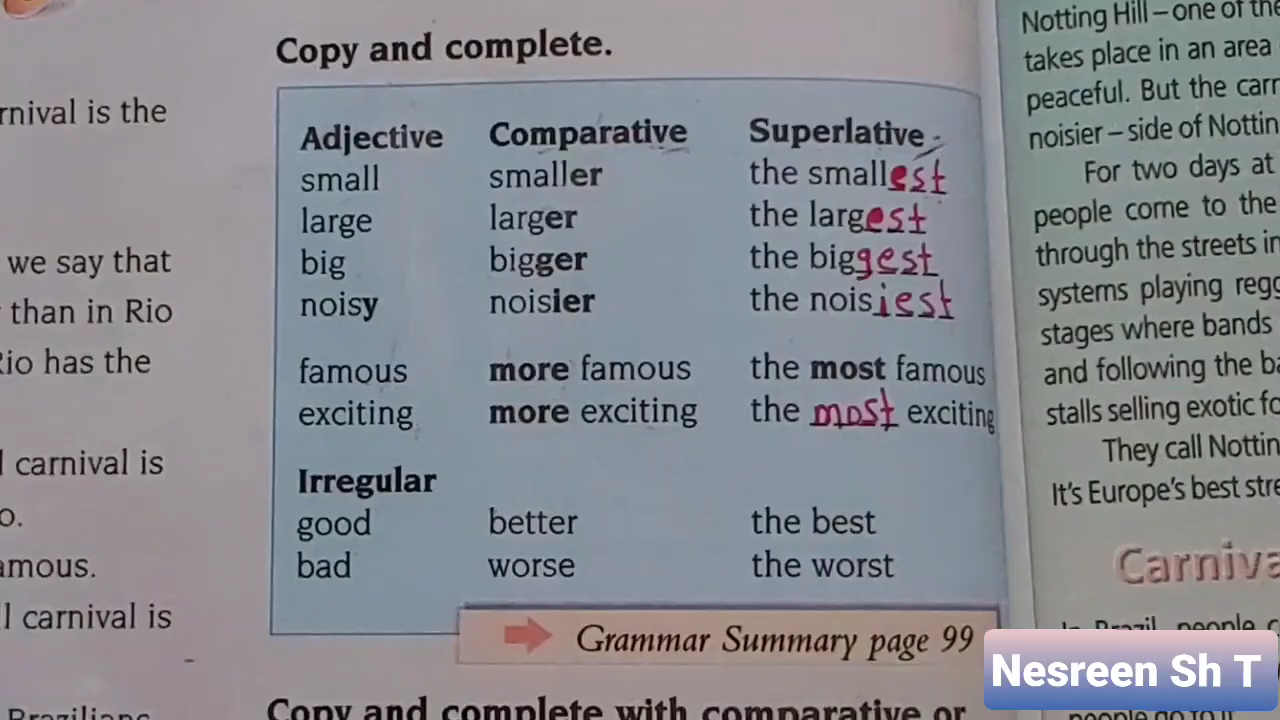 rnival is the
we say that
than in Rio
Rio has the
carnival is
o.
amous.
l carnival is
Copy and complete.
Adjective Comparative Superlative
small smaller the smallest
large larger the largest
big bigger the biggest
noisy noisier the noisiest
famous more famous the most famous
exciting more exciting the most exciting
Irregular
good better the best
bad worse the worst
Grammar Summary page 99
Copy and complete with comparative or
Notting Hill – one of the
takes place in an area
peaceful. But the carn
noisier – side of Nottin
For two days at
people come to the
through the streets in
systems playing regg
stages where bands
and following the ba
stalls selling exotic fo
They call Nottin
It's Europe's best stre
Carniva
people
Nesreen Sh T